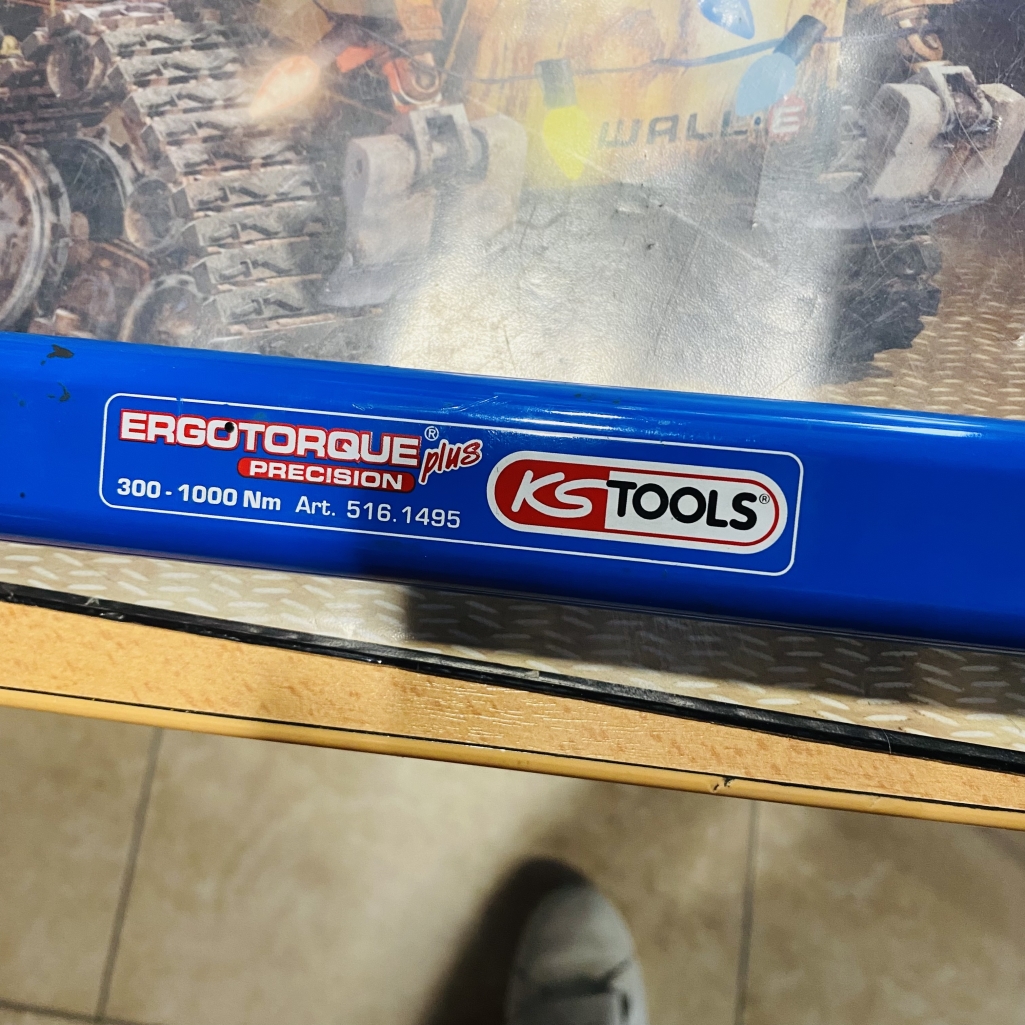 WALL·E
ERGOTORQUE® plus
PRECISION
300-1000 Nm Art. 516.1495
KS TOOLS®